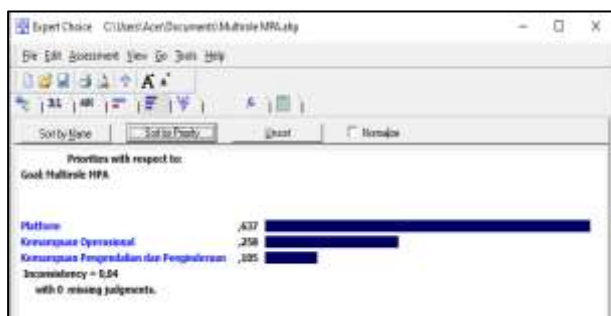 Expert Choice C:\Users\Acer\Documents\Multirole MPA.ahp
File Edit Assessment View Go Tools Help
Sort by Name Sort by Priority Unsort Normalize
Priorities with respect to:
Goal: Multirole MPA
Platform ,637
Kemampuan Operasional ,258
Kemampuan Pengendalian dan Penginderaan ,105
Inconsistency = 0,04
with 0 missing judgments.